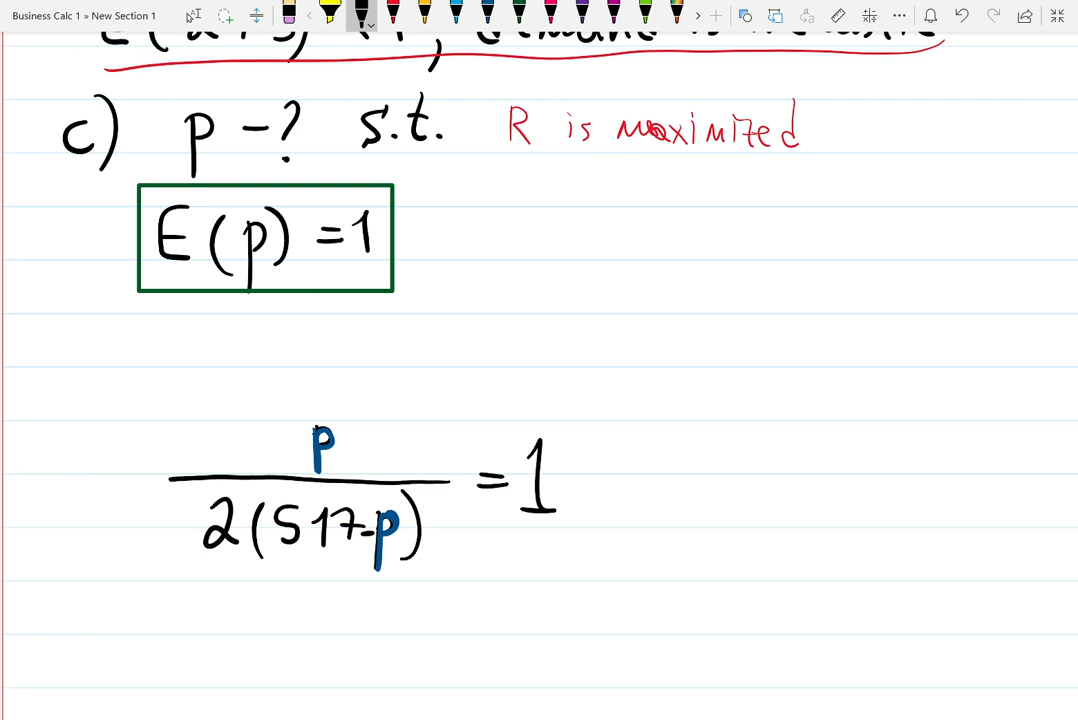 Business Calc 1 » New Section 1
c) p - ? s.t. R is maximized
E(p) = 1
p
2(517-p)
= 1